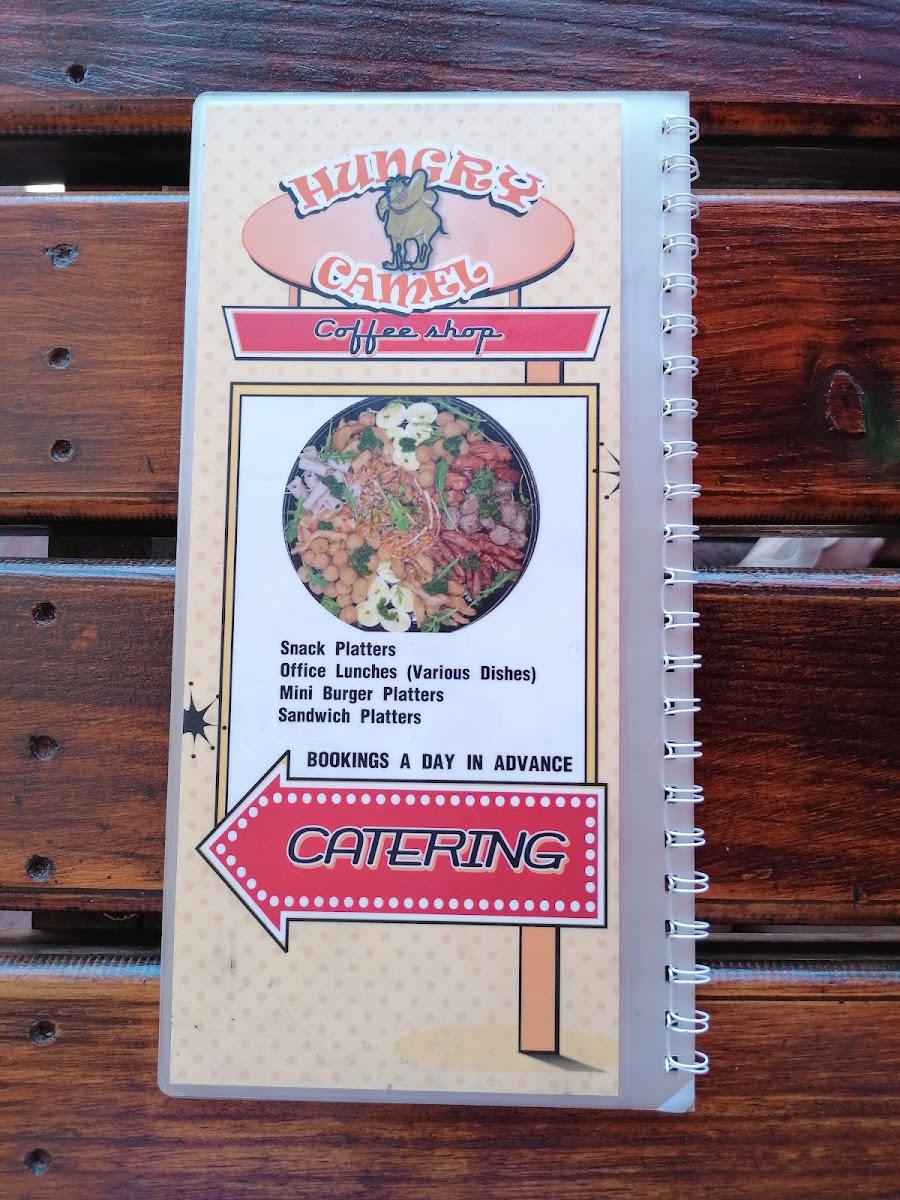 HUNGRY
CAMEL
Coffee shop
Snack Platters
Office Lunches (Various Dishes)
Mini Burger Platters
Sandwich Platters
BOOKINGS A DAY IN ADVANCE
CATERING